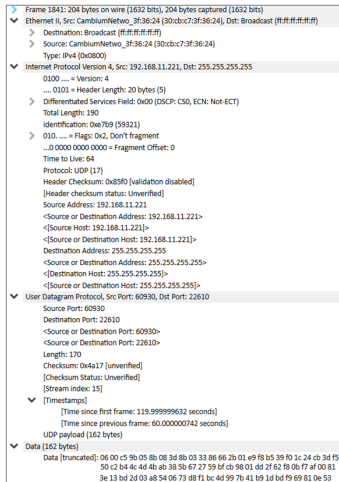 Frame 1841: 204 bytes on wire (1632 bits), 204 bytes captured (1632 bits)
Ethernet II, Src: CambiumNetwo_3f:36:24 (30:cb:c7:3f:36:24), Dst: Broadcast (ff:ff:ff:ff:ff:ff)
Destination: Broadcast (ff:ff:ff:ff:ff:ff)
Source: CambiumNetwo_3f:36:24 (30:cb:c7:3f:36:24)
Type: IPv4 (0x0800)
Internet Protocol Version 4, Src: 192.168.11.221, Dst: 255.255.255.255
0100 .... = Version: 4
.... 0101 = Header Length: 20 bytes (5)
Differentiated Services Field: 0x00 (DSCP: CS0, ECN: Not-ECT)
Total Length: 190
Identification: 0xe7b9 (59321)
010. .... = Flags: 0x2, Don't fragment
...0 0000 0000 0000 = Fragment Offset: 0
Time to Live: 64
Protocol: UDP (17)
Header Checksum: 0x85f0 [validation disabled]
[Header checksum status: Unverified]
Source Address: 192.168.11.221
<Source or Destination Address: 192.168.11.221>
<[Source Host: 192.168.11.221]>
<[Source or Destination Host: 192.168.11.221]>
Destination Address: 255.255.255.255
<Source or Destination Address: 255.255.255.255>
<[Destination Host: 255.255.255.255]>
<[Source or Destination Host: 255.255.255.255]>
User Datagram Protocol, Src Port: 60930, Dst Port: 22610
Source Port: 60930
Destination Port: 22610
<Source or Destination Port: 60930>
<Source or Destination Port: 22610>
Length: 170
Checksum: 0x4a17 [unverified]
[Checksum Status: Unverified]
[Stream index: 15]
[Timestamps]
[Time since first frame: 119.999999632 seconds]
[Time since previous frame: 60.000000742 seconds]
UDP payload (162 bytes)
Data (162 bytes)
Data [truncated]: 06 00 c5 9b 05 8b 08 3d 8b 03 33 86 66 2b 01 e9 f8 b5 39 f0 1c 24 cb 3d f5
50 c2 b4 4c 4d 4b ab 38 5b 67 27 59 bf cb 98 01 dd 2f 62 f8 0b f7 af 00 81
3e 13 bd 2d 03 a8 54 06 73 d8 f1 bc 4d 99 7b 41 b9 1d bd f9 69 81 0e 53